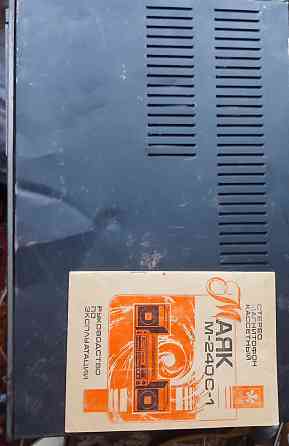 СТЕРЕО
МАГНИТОФОН
КАССЕТНЫЙ
МАЯК
М-240С-1
РУКОВОДСТВО
ПО
ЭКСПЛУАТАЦИИ